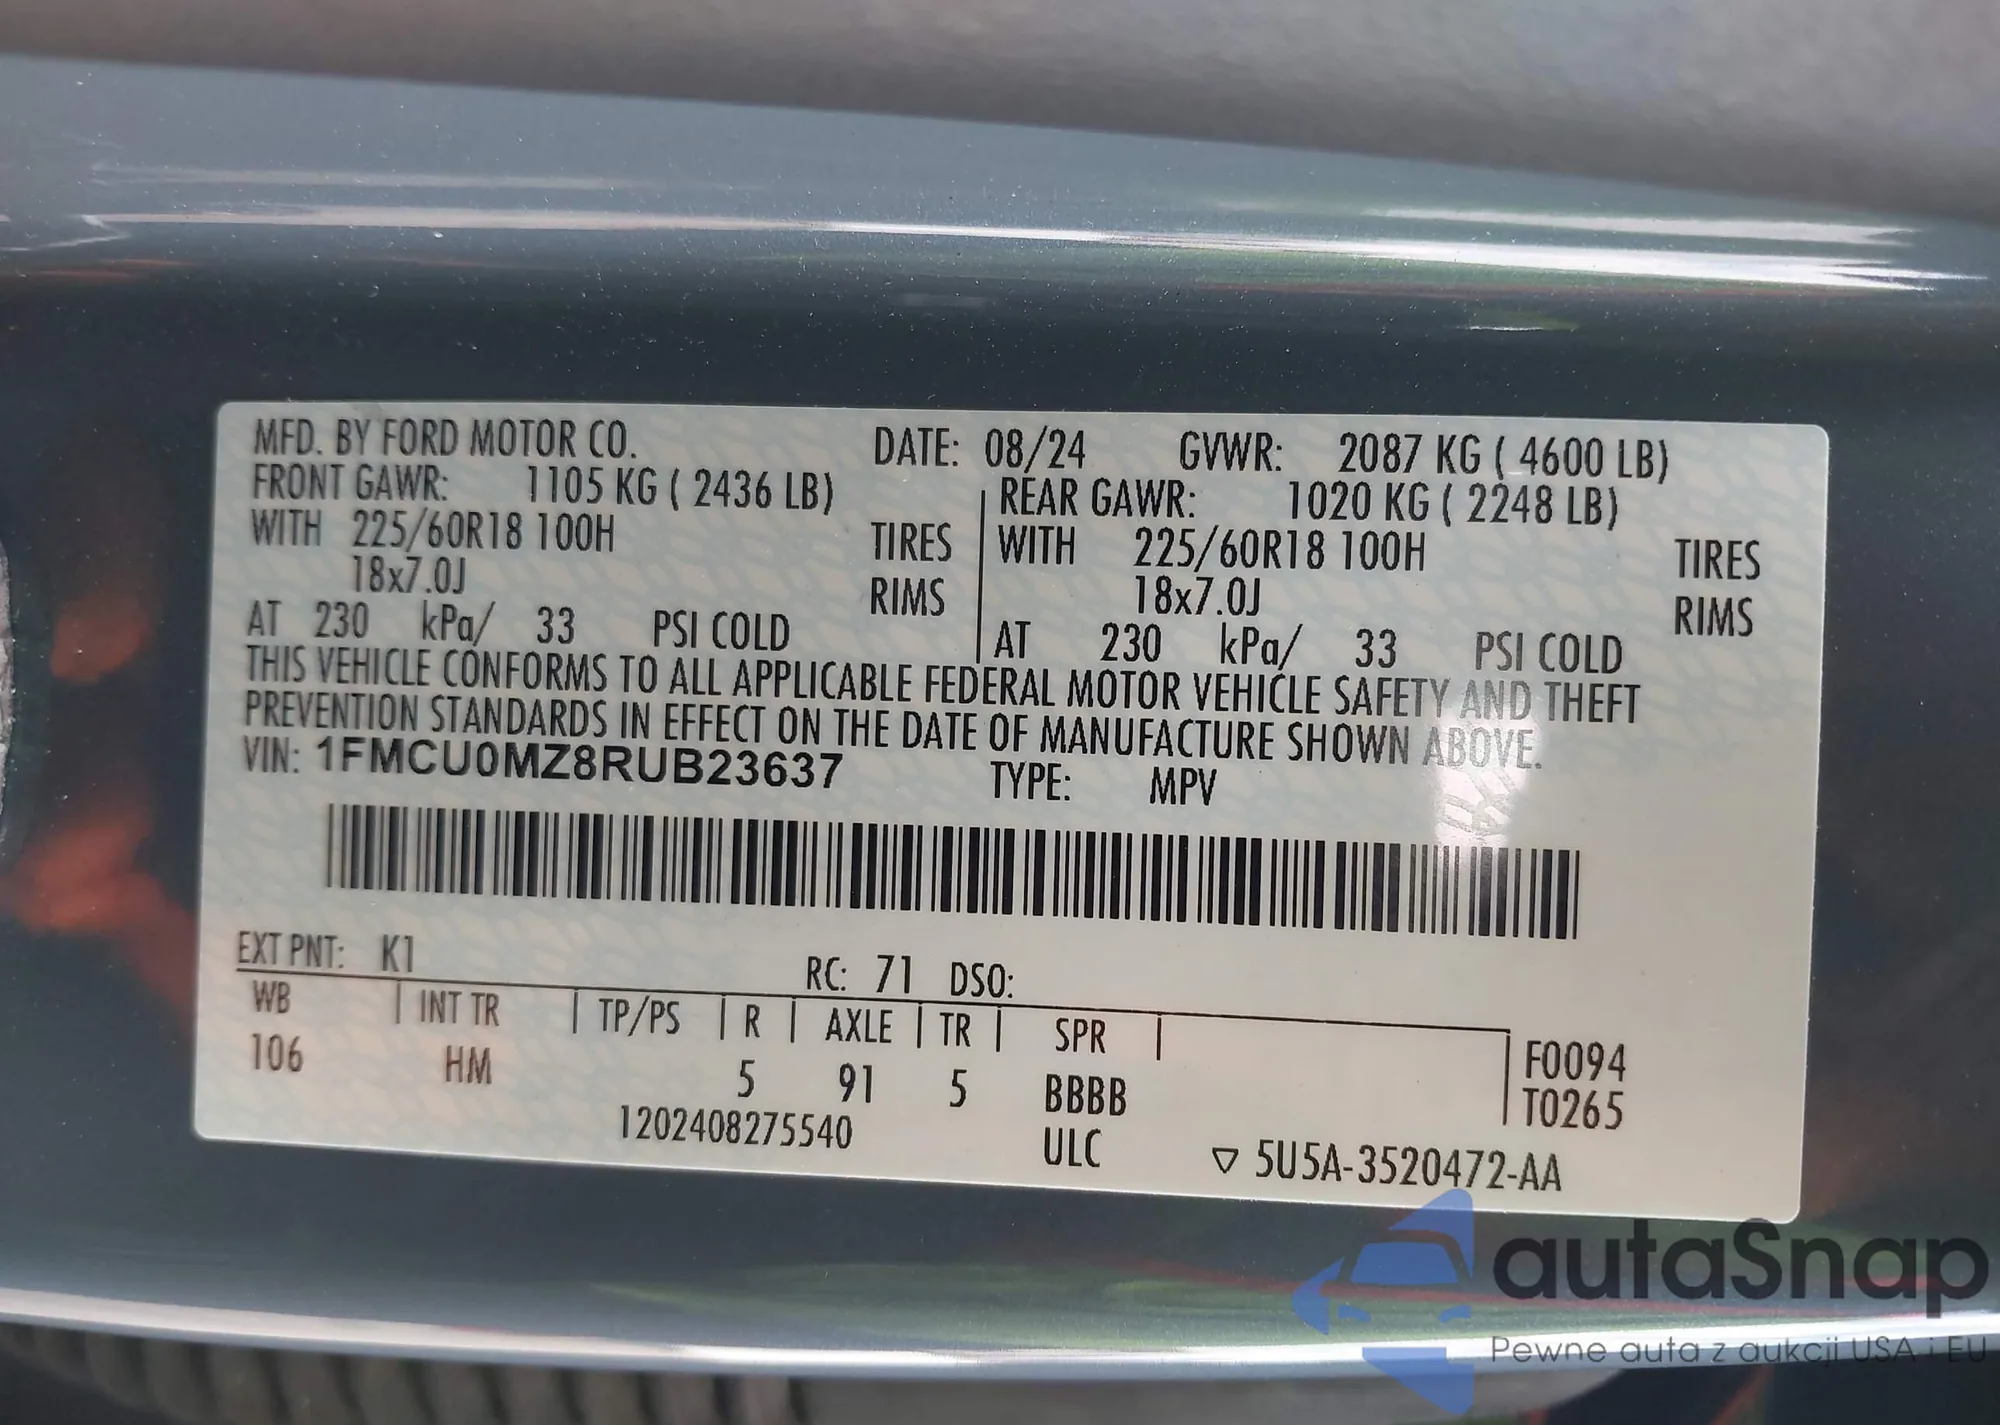 MFD. BY FORD MOTOR CO. DATE: 08/24 GVWR: 2087 KG ( 4600 LB)
FRONT GAWR: 1105 KG ( 2436 LB) REAR GAWR: 1020 KG ( 2248 LB)
WITH 225/60R18 100H TIRES WITH 225/60R18 100H TIRES
18x7.0J RIMS 18x7.0J RIMS
AT 230 kPa/ 33 PSI COLD AT 230 kPa/ 33 PSI COLD
THIS VEHICLE CONFORMS TO ALL APPLICABLE FEDERAL MOTOR VEHICLE SAFETY AND THEFT
PREVENTION STANDARDS IN EFFECT ON THE DATE OF MANUFACTURE SHOWN ABOVE.
VIN: 1FMCU0MZ8RUB23637 TYPE: MPV
EXT PNT: K1 RC: 71 DSO:
WB INT TR TP/PS R AXLE TR SPR
106 HM 5 91 5 BBBB
F0094
T0265
1202408275540 ULC ▽ 5U5A-3520472-AA
autaSnap
Pewne auta z aukcji USA i EU